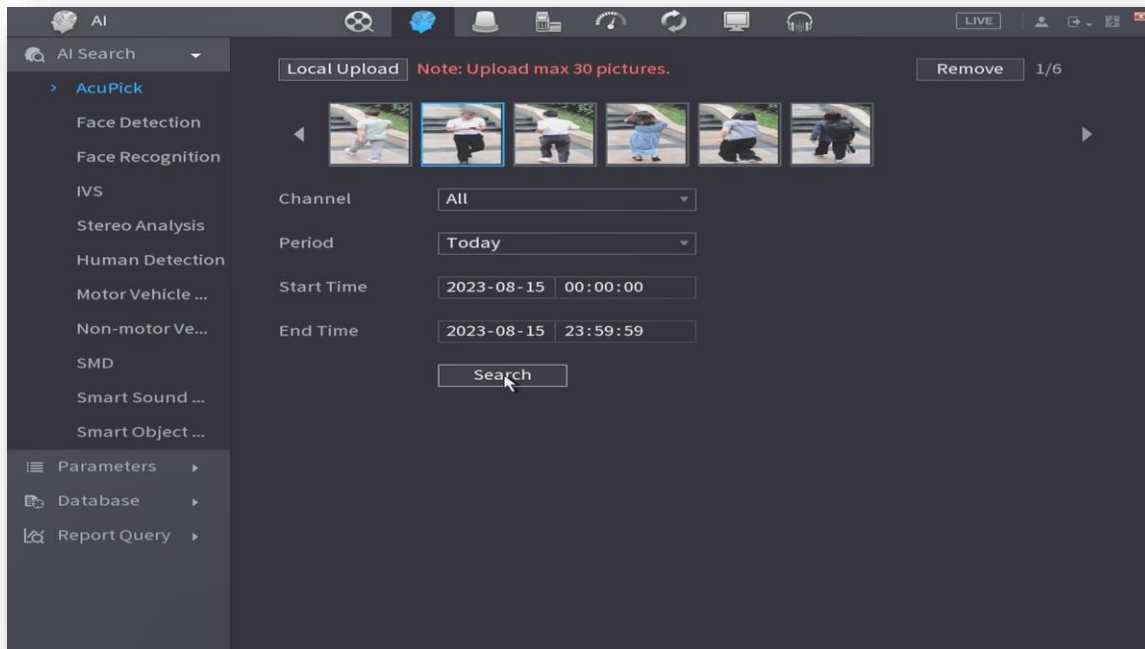 AI
LIVE
AI Search
AcuPick
Face Detection
Face Recognition
IVS
Stereo Analysis
Human Detection
Motor Vehicle ...
Non-motor Ve...
SMD
Smart Sound ...
Smart Object ...
Parameters
Database
Report Query
Local Upload Note: Upload max 30 pictures.
Remove 1/6
Channel All
Period Today
Start Time 2023-08-15 00:00:00
End Time 2023-08-15 23:59:59
Search